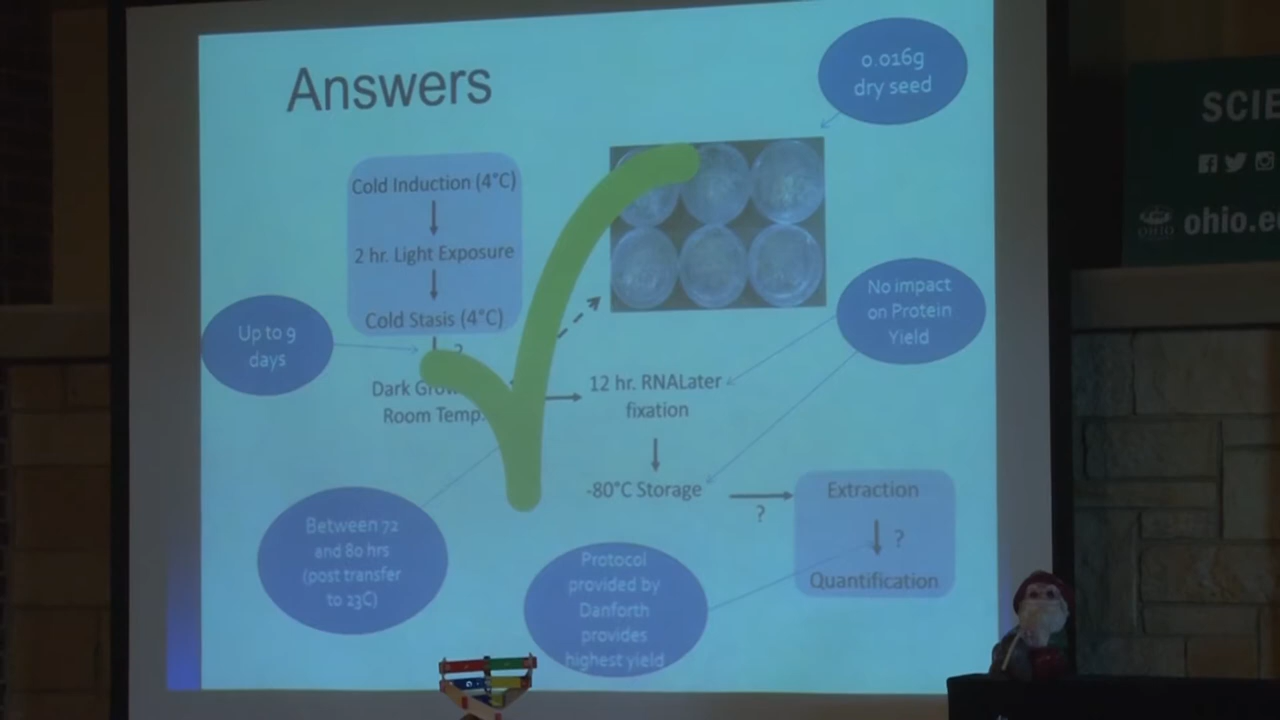 Answers
0.016g
dry seed
Cold Induction (4°C)
2 hr. Light Exposure
Cold Stasis (4°C)
?
Up to 9
days
Dark
Room Temp.
12 hr. RNALater
fixation
No impact
on Protein
Yield
-80°C Storage
?
Extraction
?
Quantification
Between 72
and 80 hrs
(post transfer
to 23C)
Protocol
provided by
Danforth
provides
highest yield
SCIE
OHIO
ohio.e